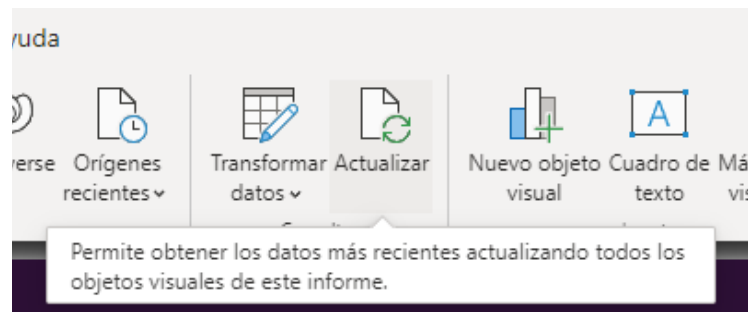 yuda
erse
Orígenes
recientes
Transformar
datos
Actualizar
Nuevo objeto
visual
Cuadro de
texto
Má
vis
A
Permite obtener los datos más recientes actualizando todos los
objetos visuales de este informe.